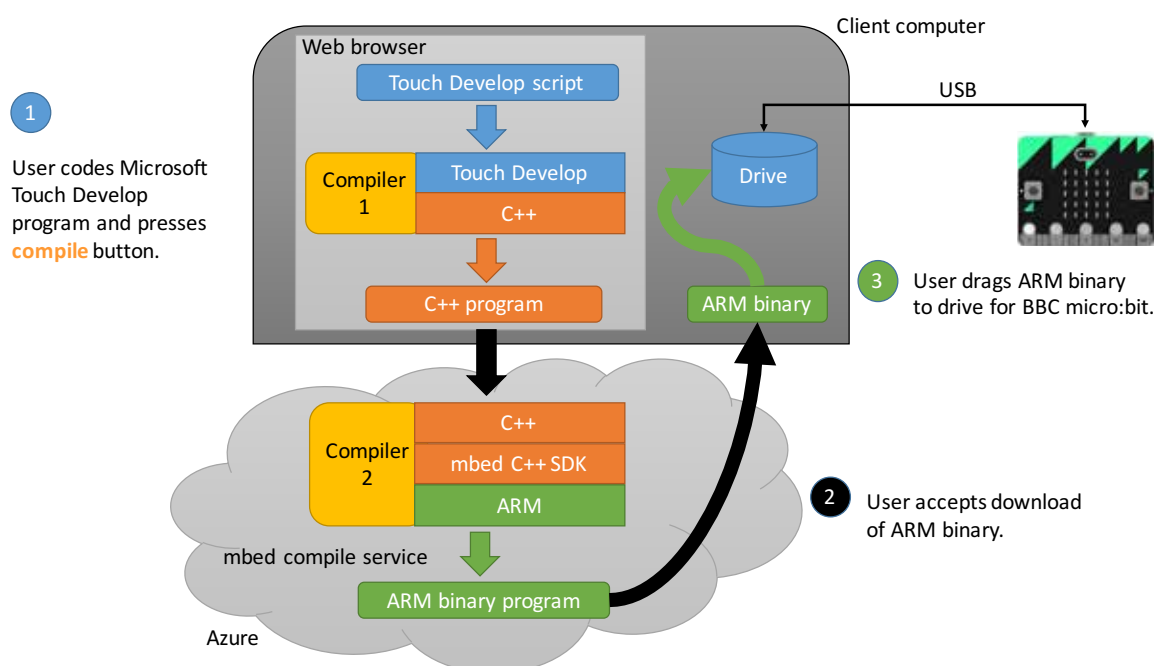 Client computer
Web browser
Touch Develop script
USB
1
User codes Microsoft
Touch Develop
program and presses
compile button.
Compiler
1
Touch Develop
C++
Drive
C++ program
ARM binary
3
User drags ARM binary
to drive for BBC micro:bit.
Compiler
2
C++
mbed C++ SDK
ARM
2
User accepts download
of ARM binary.
mbed compile service
ARM binary program
Azure